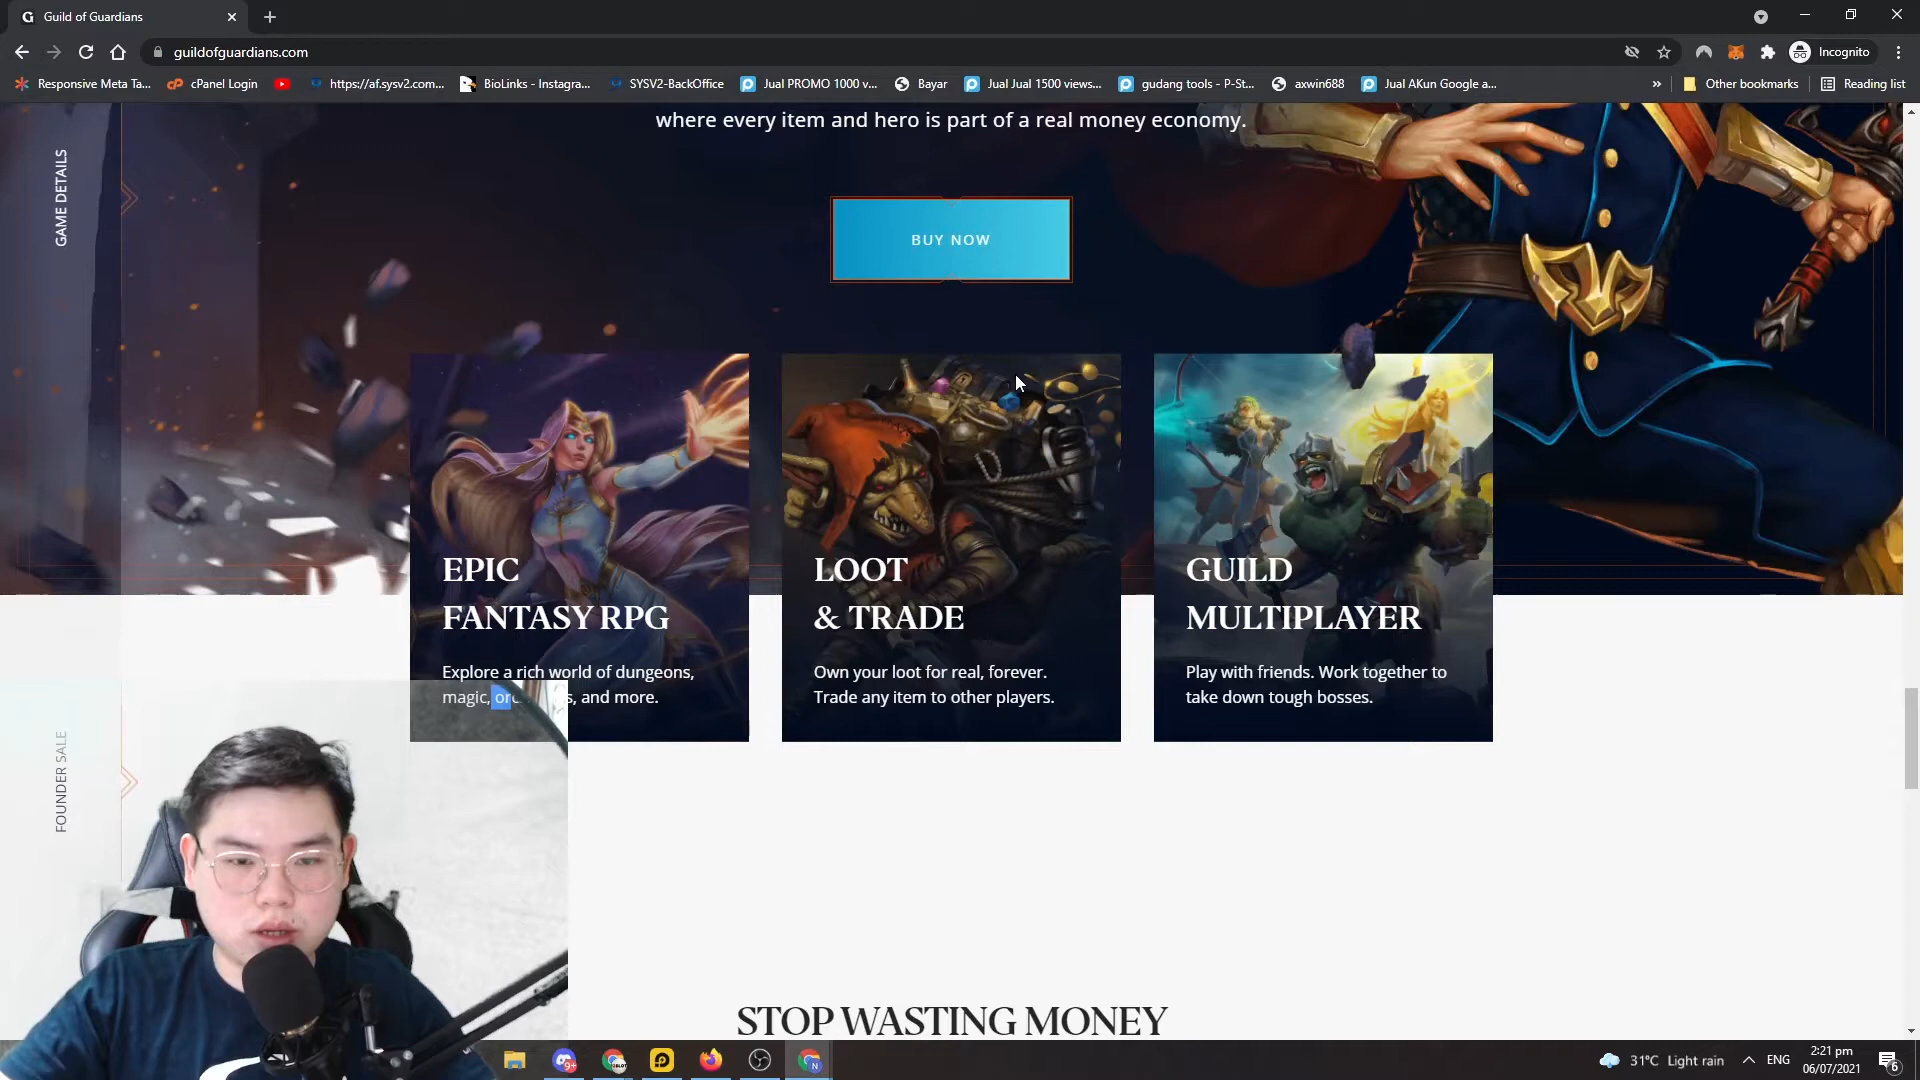 Guild of Guardians
guildofguardians.com
Incognito
Responsive Meta Ta...
cPanel Login
https://af.sysv2.com...
BioLinks - Instagra...
SYSV2-BackOffice
Jual PROMO 1000 v...
Bayar
Jual Jual 1500 views...
gudang tools - P-St...
axwin688
Jual AKun Google a...
»
Other bookmarks
Reading list
where every item and hero is part of a real money economy.
GAME DETAILS
BUY NOW
EPIC
FANTASY RPG
Explore a rich world of dungeons,
magic, and more.
LOOT
& TRADE
Own your loot for real, forever.
Trade any item to other players.
GUILD
MULTIPLAYER
Play with friends. Work together to
take down tough bosses.
FOUNDER SALE
STOP WASTING MONEY
9+
31°C Light rain
ENG
2:21 pm
06/07/2021
6